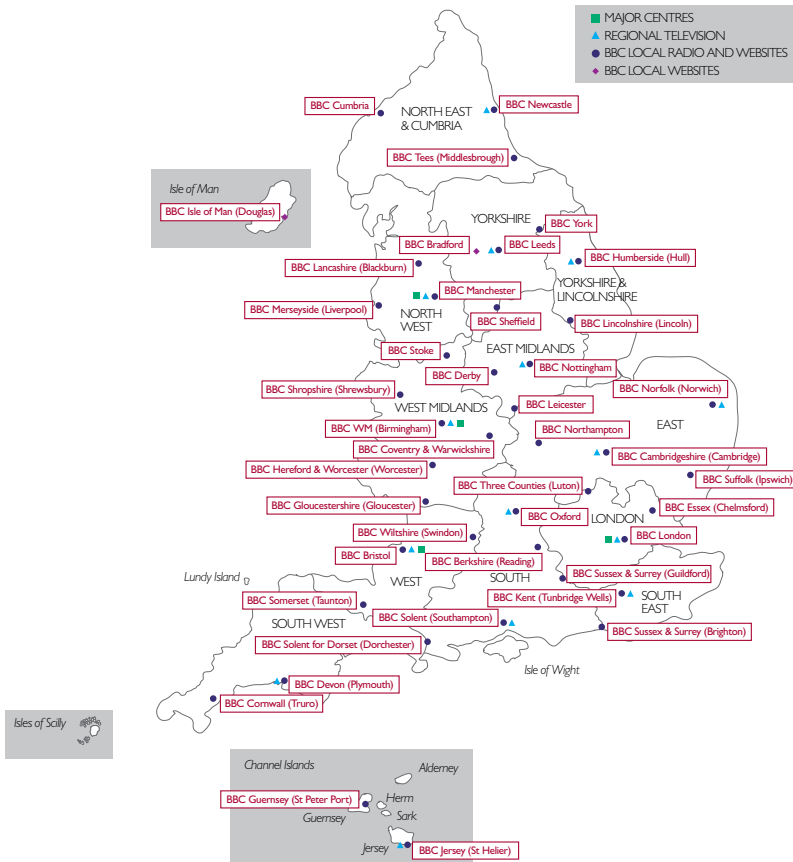 MAJOR CENTRES
REGIONAL TELEVISION
BBC LOCAL RADIO AND WEBSITES
BBC LOCAL WEBSITES
BBC Cumbria
NORTH EAST
& CUMBRIA
BBC Newcastle
BBC Tees (Middlesbrough)
Isle of Man
BBC Isle of Man (Douglas)
YORKSHIRE
BBC York
BBC Bradford
BBC Leeds
BBC Humberside (Hull)
BBC Lancashire (Blackburn)
YORKSHIRE &
LINCOLNSHIRE
BBC Manchester
BBC Merseyside (Liverpool)
NORTH
WEST
BBC Sheffield
BBC Lincolnshire (Lincoln)
BBC Stoke
EAST MIDLANDS
BBC Nottingham
BBC Derby
BBC Shropshire (Shrewsbury)
BBC Norfolk (Norwich)
WEST MIDLANDS
BBC Leicester
BBC WM (Birmingham)
BBC Northampton
EAST
BBC Coventry & Warwickshire
BBC Cambridgeshire (Cambridge)
BBC Hereford & Worcester (Worcester)
BBC Suffolk (Ipswich)
BBC Three Counties (Luton)
BBC Gloucestershire (Gloucester)
BBC Essex (Chelmsford)
BBC Oxford
LONDON
BBC Wiltshire (Swindon)
BBC London
BBC Bristol
BBC Berkshire (Reading)
Lundy Island
WEST
SOUTH
BBC Sussex & Surrey (Guildford)
BBC Somerset (Taunton)
BBC Kent (Tunbridge Wells)
SOUTH
EAST
SOUTH WEST
BBC Solent (Southampton)
BBC Sussex & Surrey (Brighton)
BBC Solent for Dorset (Dorchester)
Isle of Wight
BBC Devon (Plymouth)
BBC Cornwall (Truro)
Isles of Scilly
Channel Islands
Alderney
BBC Guernsey (St Peter Port)
Herm
Guernsey
Sark
Jersey
BBC Jersey (St Helier)